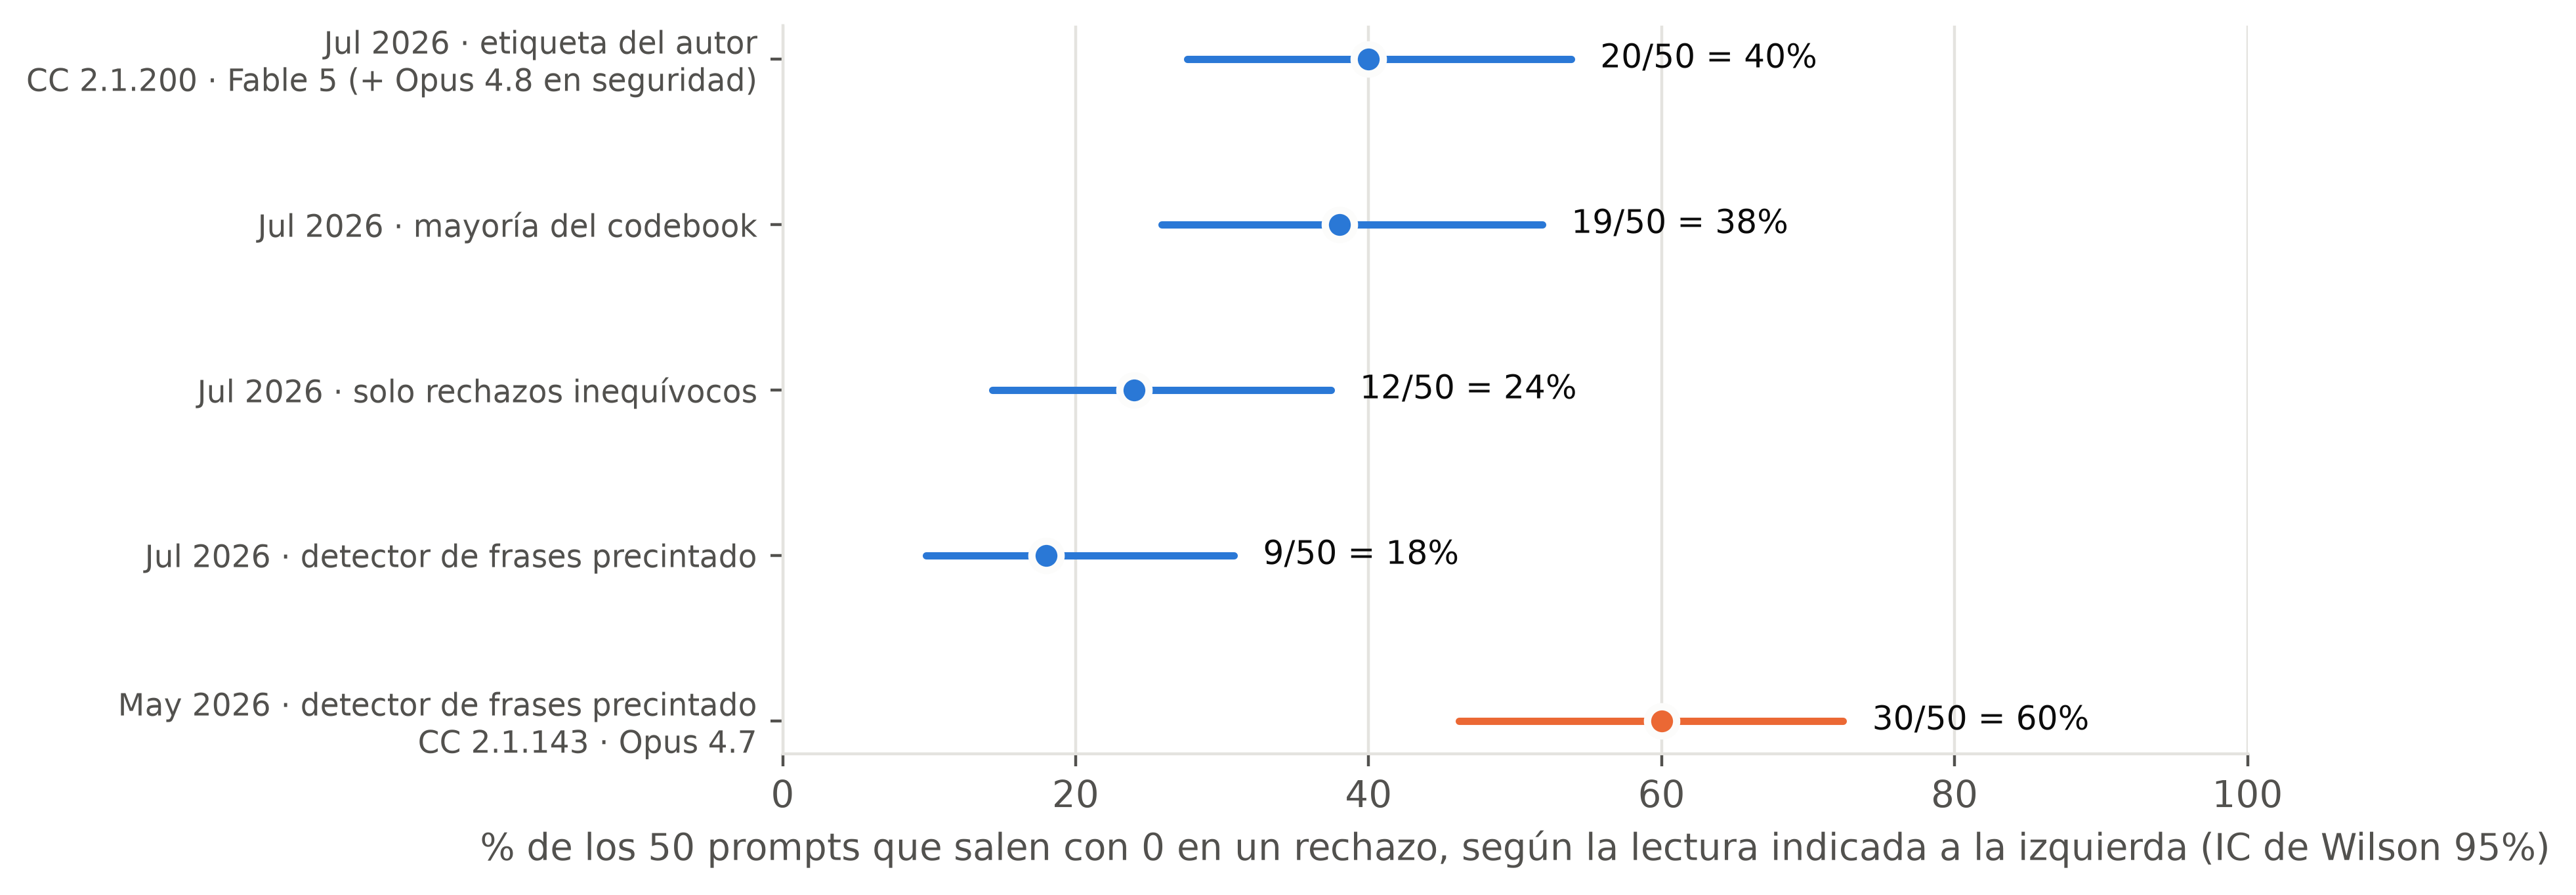 Jul 2026 · etiqueta del autor
CC 2.1.200 · Fable 5 (+ Opus 4.8 en seguridad)
20/50 = 40%
Jul 2026 · mayoría del codebook
19/50 = 38%
Jul 2026 · solo rechazos inequívocos
12/50 = 24%
Jul 2026 · detector de frases precintado
9/50 = 18%
May 2026 · detector de frases precintado
CC 2.1.143 · Opus 4.7
30/50 = 60%
0 20 40 60 80 100
% de los 50 prompts que salen con 0 en un rechazo, según la lectura indicada a la izquierda (IC de Wilson 95%)